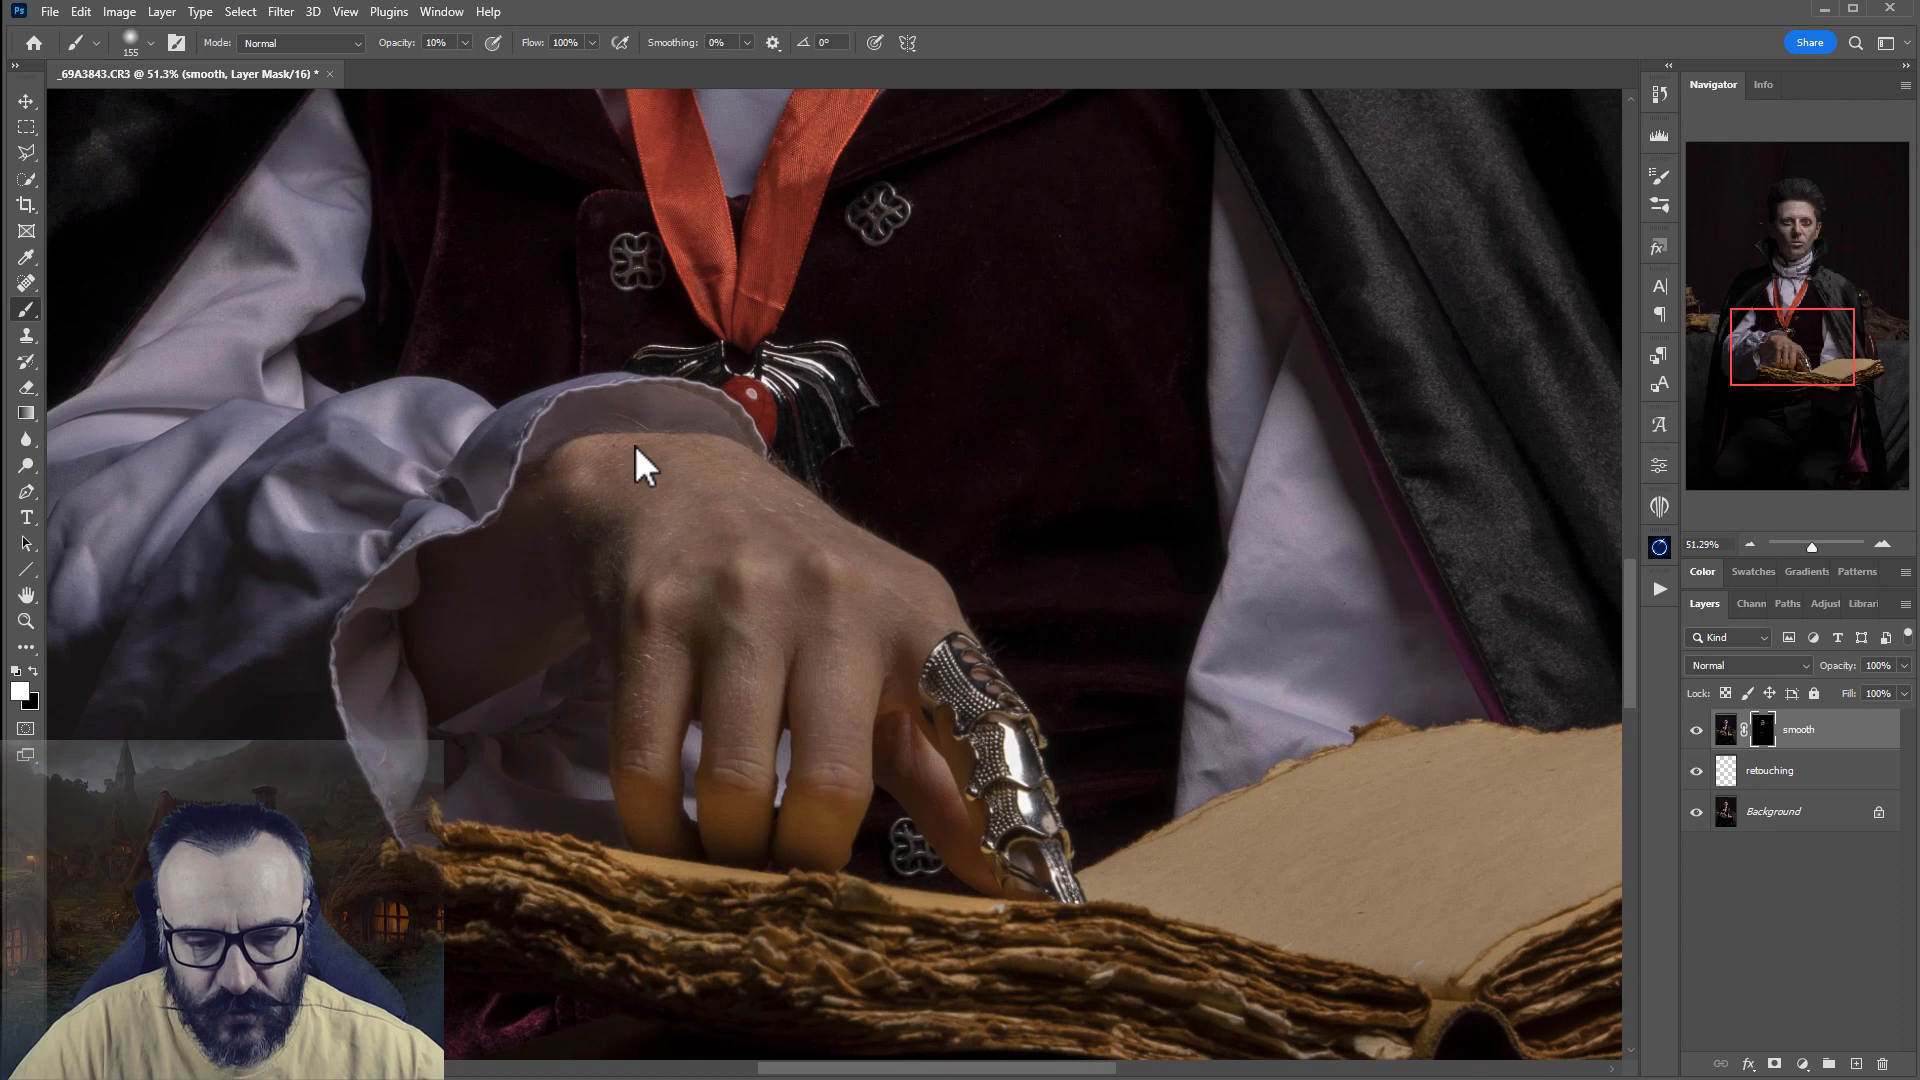 Ps File Edit Image Layer Type Select Filter 3D View Plugins Window Help
155 Mode: Normal Opacity: 10% Flow: 100% Smoothing: 0% 0° Share
_69A3843.CR3 @ 51.3% (smooth, Layer Mask/16) *
Navigator Info
51.29%
Color Swatches Gradients Patterns
Layers Chann Paths Adjust Librari
Kind
Normal Opacity: 100%
Lock: Fill: 100%
smooth
retouching
Background